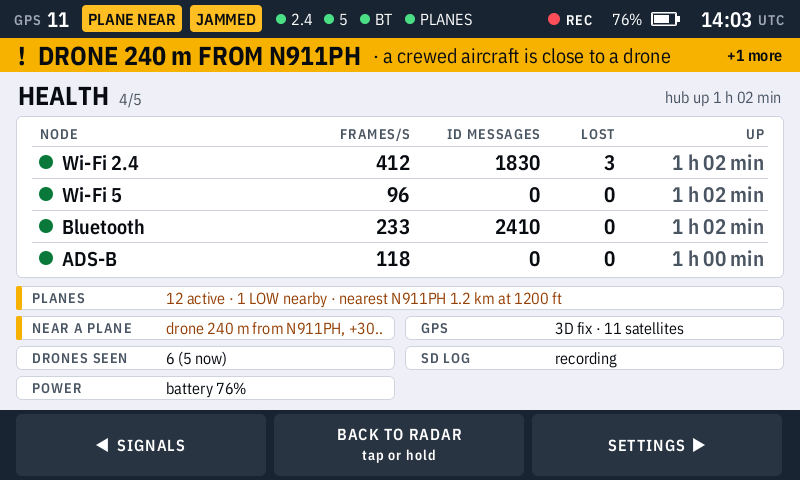 GPS 11 PLANE NEAR JAMMED 2.4 5 BT PLANES REC 76% 14:03 UTC
! DRONE 240 m FROM N911PH · a crewed aircraft is close to a drone +1 more
HEALTH 4/5 hub up 1 h 02 min
NODE FRAMES/S ID MESSAGES LOST UP
Wi-Fi 2.4 412 1830 3 1 h 02 min
Wi-Fi 5 96 0 0 1 h 02 min
Bluetooth 233 2410 0 1 h 02 min
ADS-B 118 0 0 1 h 00 min
PLANES 12 active · 1 LOW nearby · nearest N911PH 1.2 km at 1200 ft
NEAR A PLANE drone 240 m from N911PH, +30.. GPS 3D fix · 11 satellites
DRONES SEEN 6 (5 now) SD LOG recording
POWER battery 76%
◀ SIGNALS BACK TO RADAR SETTINGS ▶
tap or hold